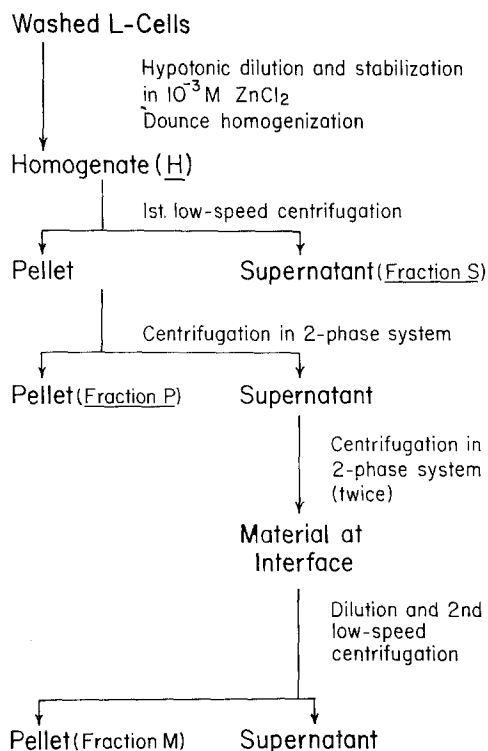 Washed L-Cells
Hypotonic dilution and stabilization
in 10⁻³ M ZnCl₂
Dounce homogenization
Homogenate (H)
1st. low-speed centrifugation
Pellet Supernatant (Fraction S)
Centrifugation in 2-phase system
Pellet (Fraction P) Supernatant
Centrifugation in
2-phase system
(twice)
Material at
Interface
Dilution and 2nd
low-speed
centrifugation
Pellet (Fraction M) Supernatant